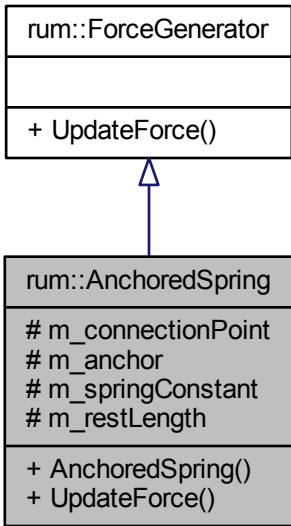 rum::ForceGenerator
+ UpdateForce()
rum::AnchoredSpring
# m_connectionPoint
# m_anchor
# m_springConstant
# m_restLength
+ AnchoredSpring()
+ UpdateForce()